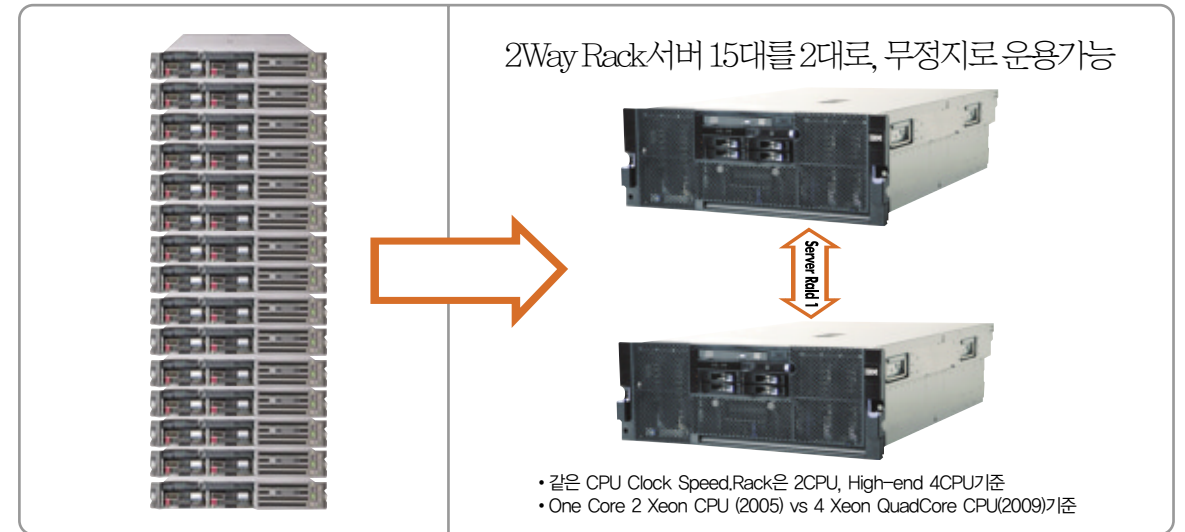 2Way Rack서버 15대를 2대로, 무정지로 운용가능
IBM
Server Raid 1
IBM
• 같은 CPU Clock Speed,Rack은 2CPU, High-end 4CPU기준
• One Core 2 Xeon CPU (2005) vs 4 Xeon QuadCore CPU(2009)기준